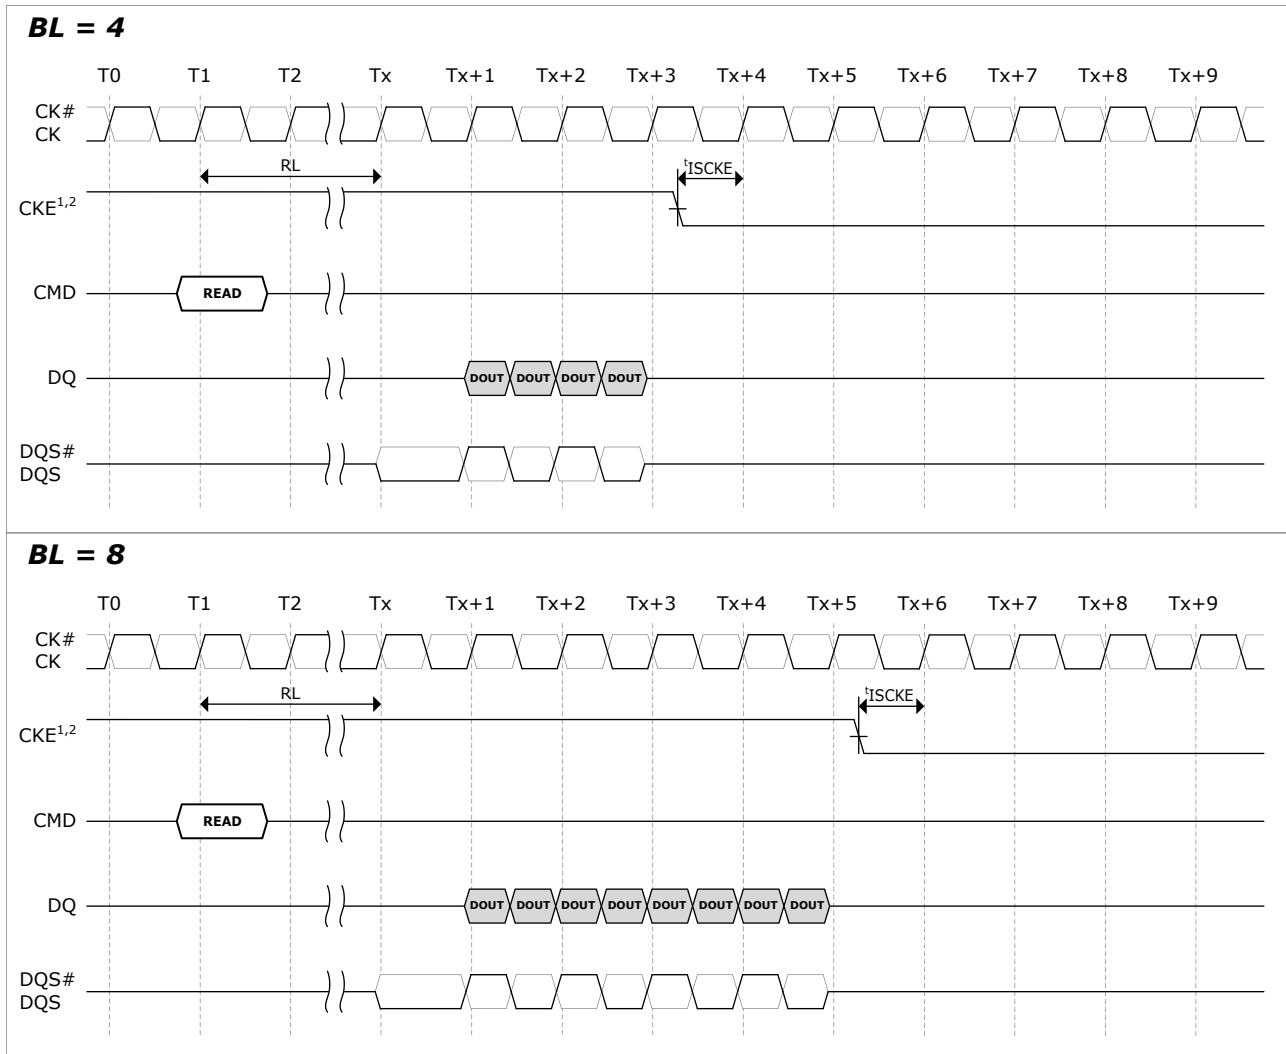 BL = 4
T0 T1 T2 Tx Tx+1 Tx+2 Tx+3 Tx+4 Tx+5 Tx+6 Tx+7 Tx+8 Tx+9
CK#
CK
RL
tISCKE
CKE1,2
CMD READ
DQ DOUT DOUT DOUT DOUT
DQS#
DQS
BL = 8
T0 T1 T2 Tx Tx+1 Tx+2 Tx+3 Tx+4 Tx+5 Tx+6 Tx+7 Tx+8 Tx+9
CK#
CK
RL
tISCKE
CKE1,2
CMD READ
DQ DOUT DOUT DOUT DOUT DOUT DOUT DOUT DOUT
DQS#
DQS